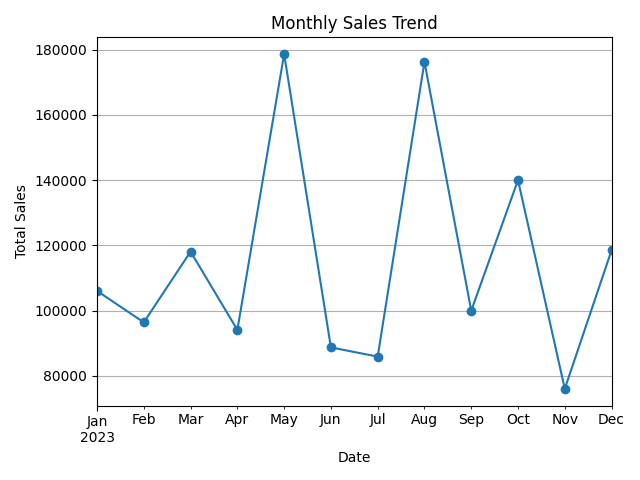 Monthly Sales Trend
180000
160000
140000
120000
100000
80000
Total Sales
Jan Feb Mar Apr May Jun Jul Aug Sep Oct Nov Dec
2023
Date